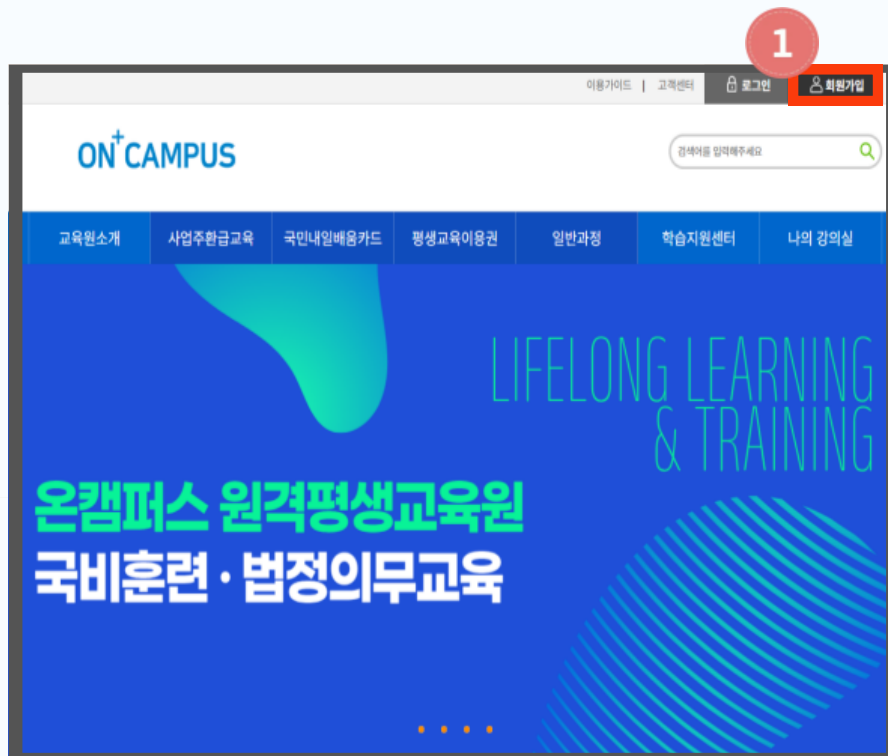 1
이용가이드 | 고객센터 로그인 회원가입
ON+CAMPUS
검색어를 입력해주세요
교육원소개 사업주환급교육 국민내일배움카드 평생교육이용권 일반과정 학습지원센터 나의 강의실
LIFELONG LEARNING
& TRAINING
온캠퍼스 원격평생교육원
국비훈련 · 법정의무교육